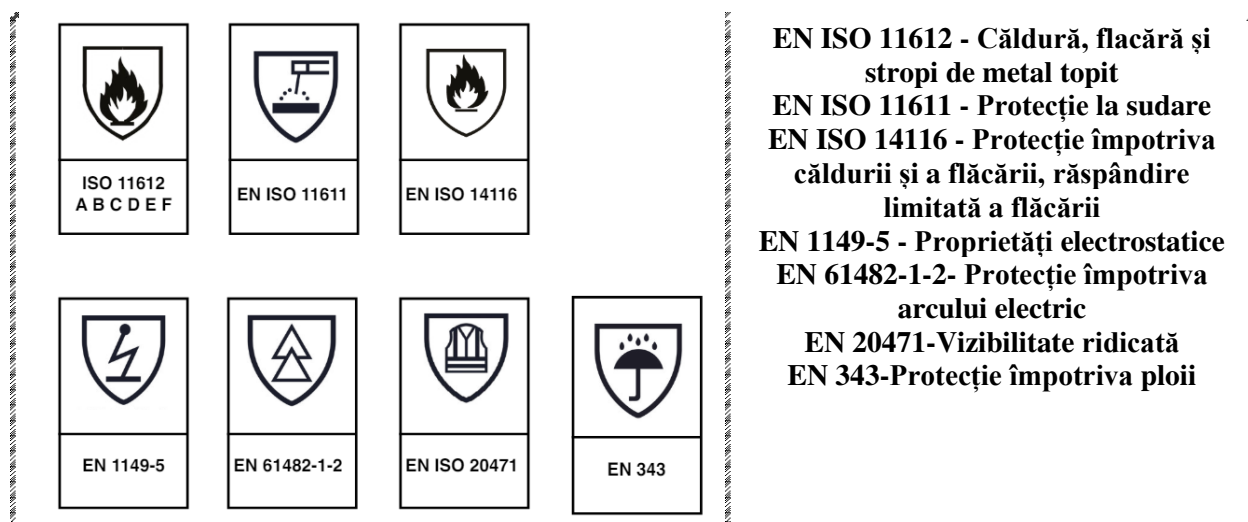 ISO 11612
A B C D E F
EN ISO 11611
EN ISO 14116
EN 1149-5
EN 61482-1-2
EN ISO 20471
EN 343
EN ISO 11612 - Căldură, flacără și
stropi de metal topit
EN ISO 11611 - Protecție la sudare
EN ISO 14116 - Protecție împotriva
căldurii și a flăcării, răspândire
limitată a flăcării
EN 1149-5 - Proprietăți electrostatice
EN 61482-1-2- Protecție împotriva
arcului electric
EN 20471-Vizibilitate ridicată
EN 343-Protecție împotriva ploii